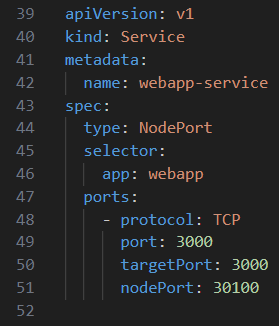 39 apiVersion: v1
40 kind: Service
41 metadata:
42   name: webapp-service
43 spec:
44   type: NodePort
45   selector:
46     app: webapp
47   ports:
48     - protocol: TCP
49       port: 3000
50       targetPort: 3000
51       nodePort: 30100
52